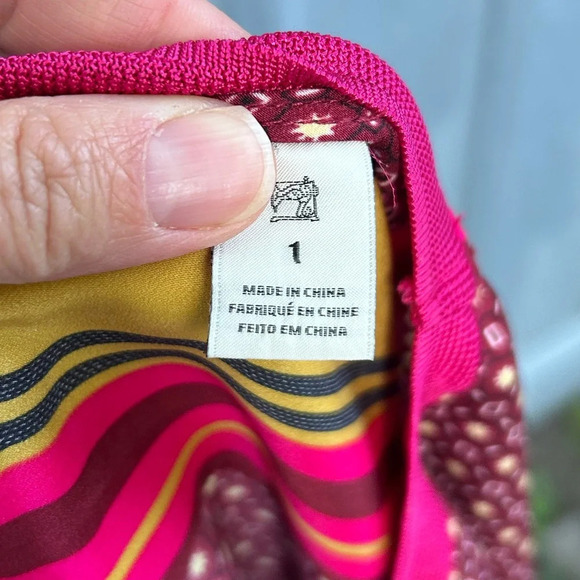 1
MADE IN CHINA
FABRIQUÉ EN CHINE
FEITO EM CHINA